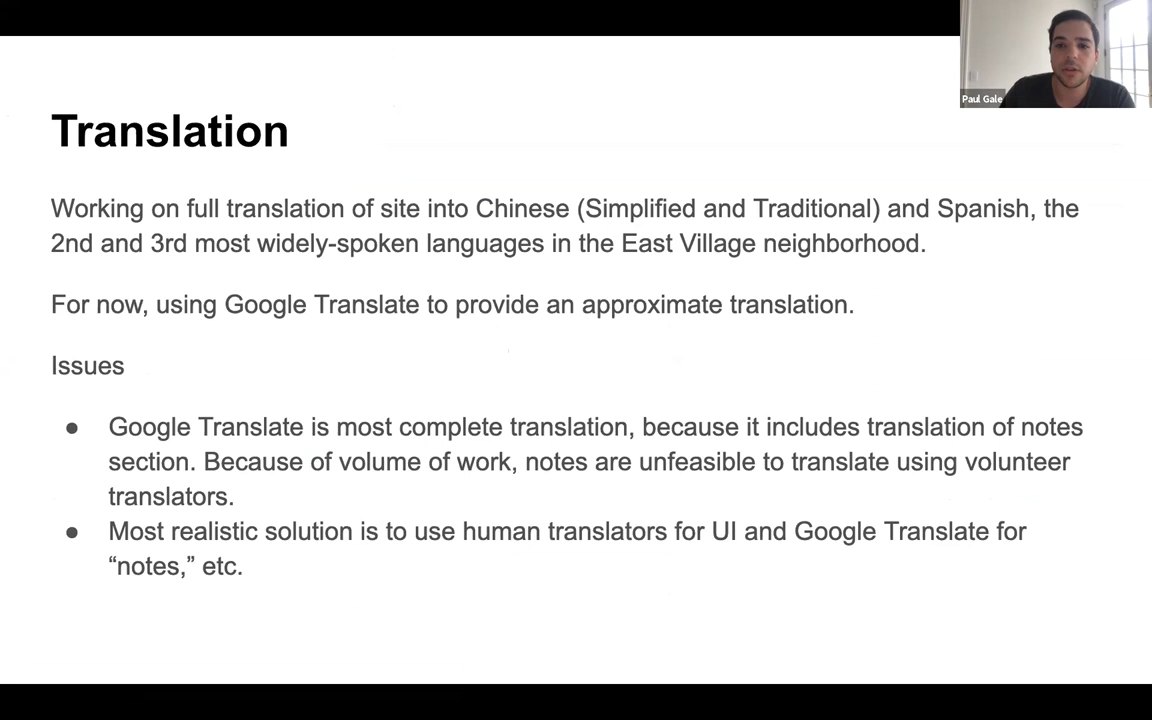 Paul Gale
Translation
Working on full translation of site into Chinese (Simplified and Traditional) and Spanish, the
2nd and 3rd most widely-spoken languages in the East Village neighborhood.
For now, using Google Translate to provide an approximate translation.
Issues
● Google Translate is most complete translation, because it includes translation of notes
section. Because of volume of work, notes are unfeasible to translate using volunteer
translators.
● Most realistic solution is to use human translators for UI and Google Translate for
“notes,” etc.